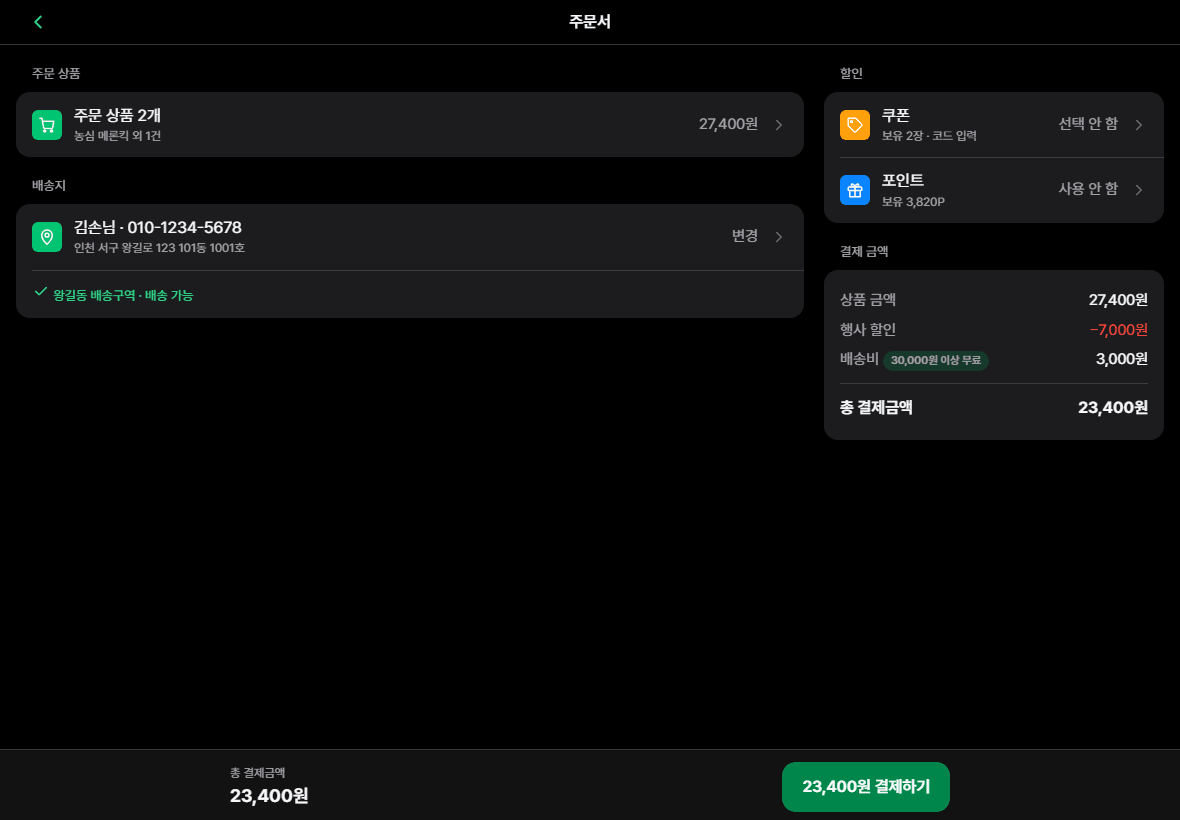 주문서
주문 상품
주문 상품 2개
농심 메론킥 외 1건
27,400원
배송지
김손님 · 010-1234-5678
인천 서구 왕길로 123 101동 1001호
변경
왕길동 배송구역 · 배송 가능
할인
쿠폰
보유 2장 · 코드 입력
선택 안 함
포인트
보유 3,820P
사용 안 함
결제 금액
상품 금액 27,400원
행사 할인 −7,000원
배송비 30,000원 이상 무료 3,000원
총 결제금액 23,400원
총 결제금액
23,400원
23,400원 결제하기